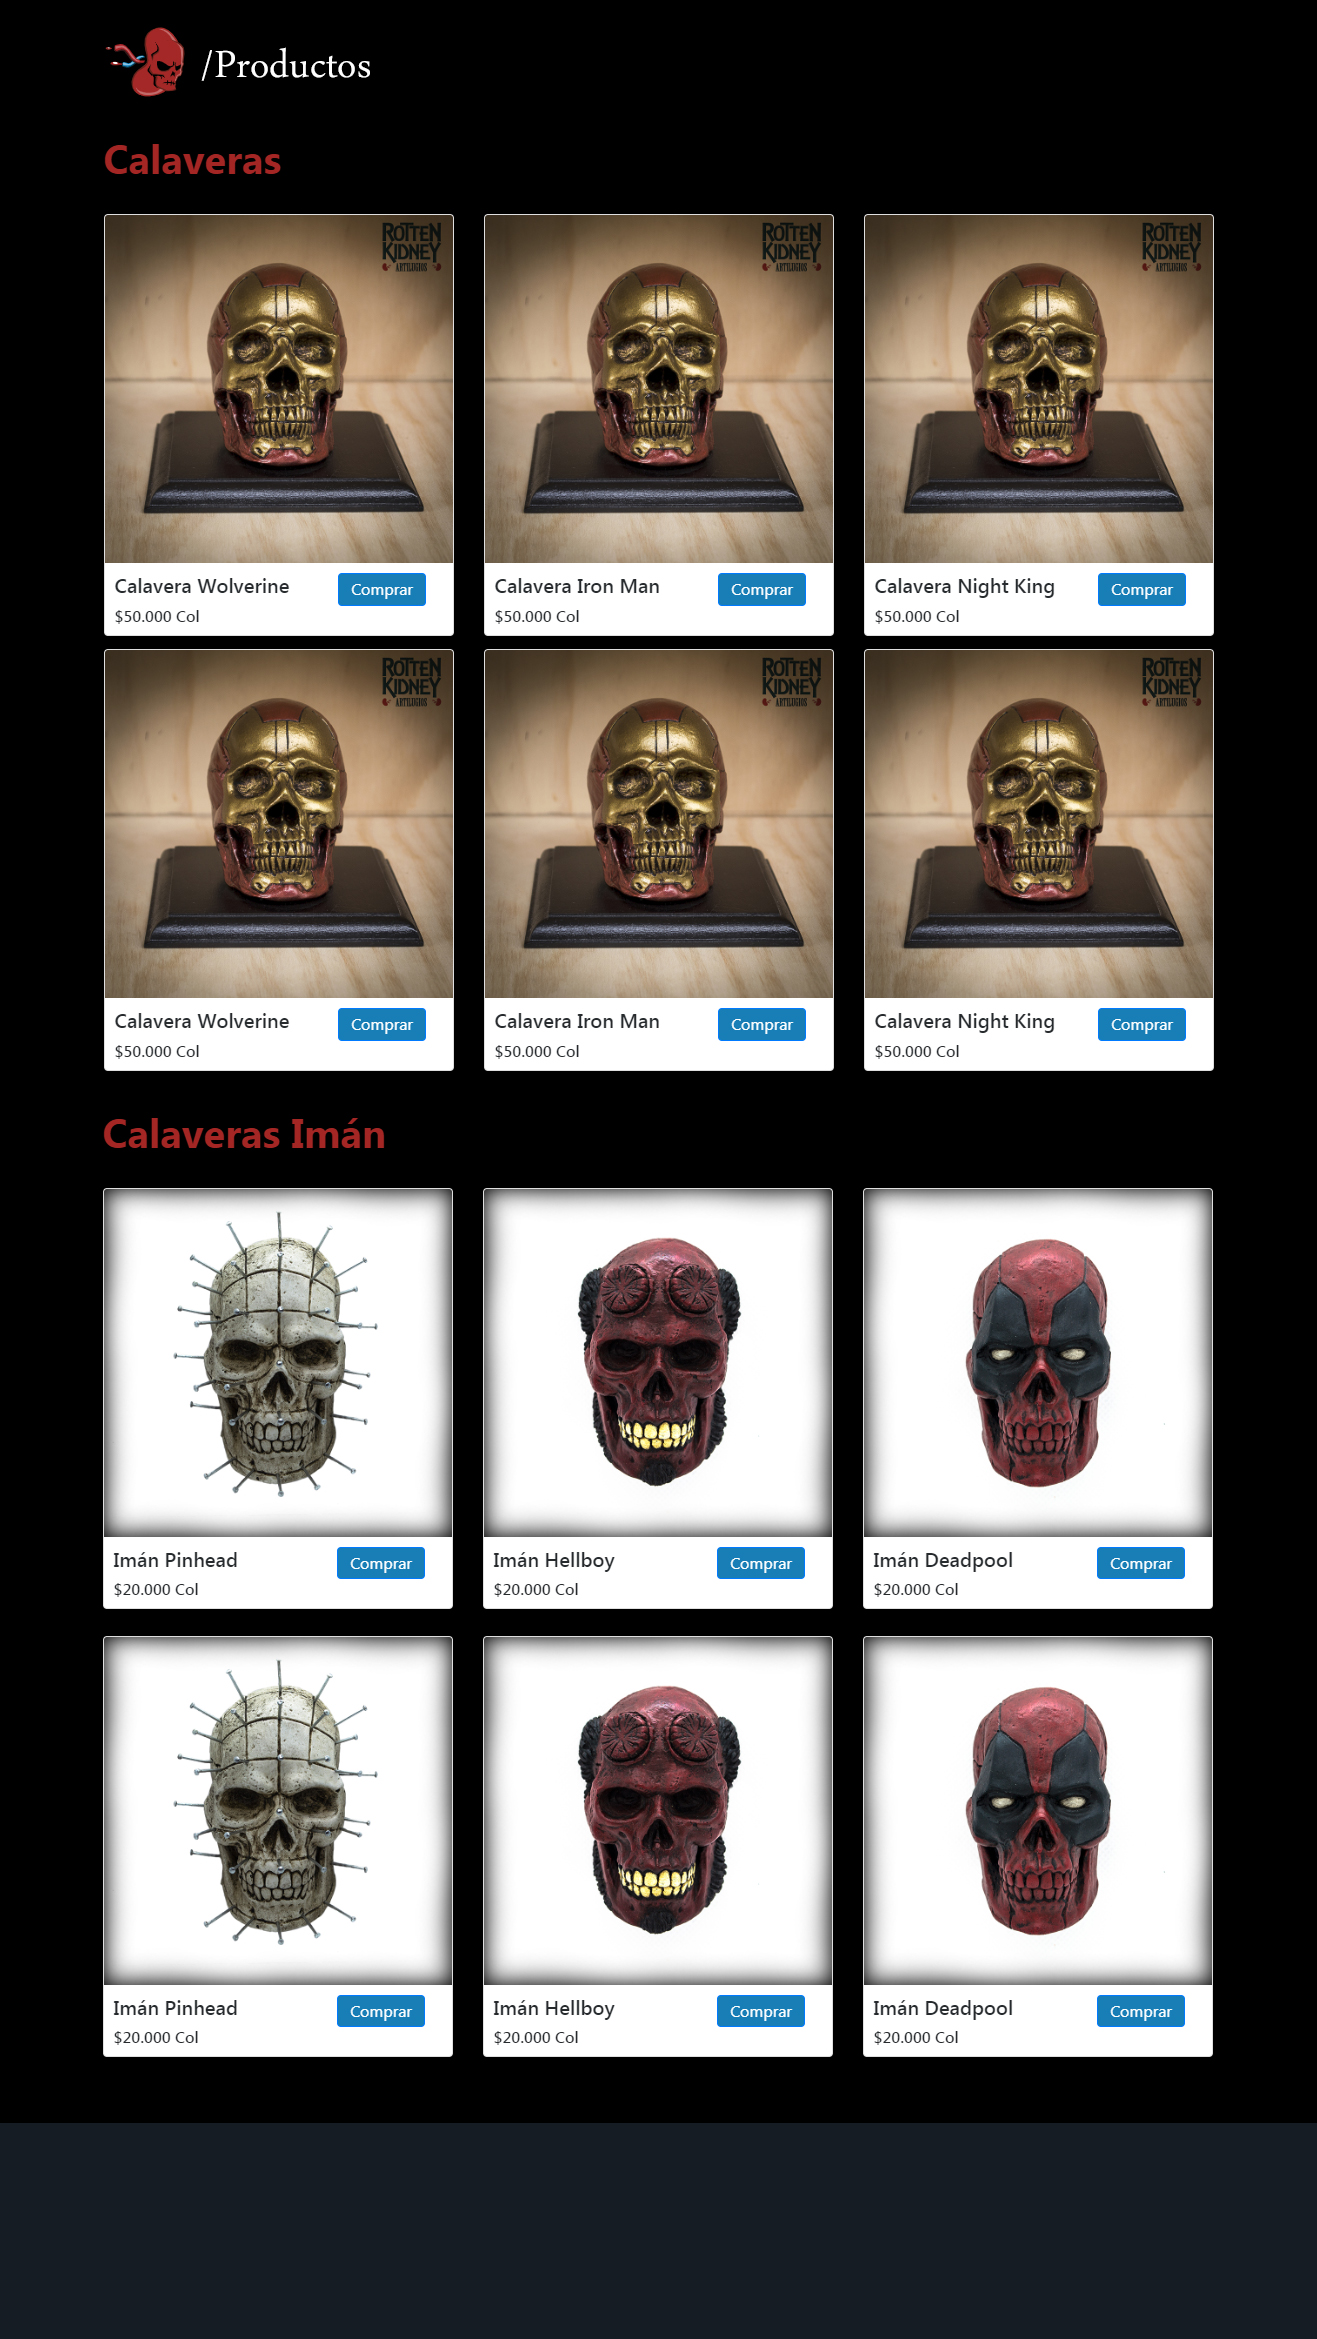 /Productos
Calaveras
ROTTEN
KIDNEY
ARTILUGIOS
ROTTEN
KIDNEY
ARTILUGIOS
ROTTEN
KIDNEY
ARTILUGIOS
Calavera Wolverine
Comprar
$50.000 Col
Calavera Iron Man
Comprar
$50.000 Col
Calavera Night King
Comprar
$50.000 Col
ROTTEN
KIDNEY
ARTILUGIOS
ROTTEN
KIDNEY
ARTILUGIOS
ROTTEN
KIDNEY
ARTILUGIOS
Calavera Wolverine
Comprar
$50.000 Col
Calavera Iron Man
Comprar
$50.000 Col
Calavera Night King
Comprar
$50.000 Col
Calaveras Imán
Imán Pinhead
Comprar
$20.000 Col
Imán Hellboy
Comprar
$20.000 Col
Imán Deadpool
Comprar
$20.000 Col
Imán Pinhead
Comprar
$20.000 Col
Imán Hellboy
Comprar
$20.000 Col
Imán Deadpool
Comprar
$20.000 Col